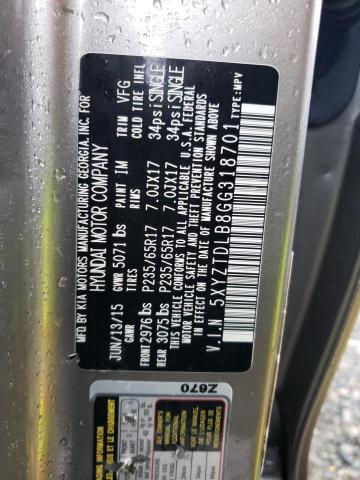 MFD BY KIA MOTORS MANUFACTURING GEORGIA, INC. FOR
HYUNDAI MOTOR COMPANY
JUN/13/15 GVWR 5071 lbs PAINT IM TRIM VFG
GAWR TIRES RIMS COLD TIRE INFL
FRONT 2976 lbs P235/65R17 7.0JX17 34psi SINGLE
REAR 3075 lbs P235/65R17 7.0JX17 34psi SINGLE
THIS VEHICLE CONFORMS TO ALL APPLICABLE U.S.A. FEDERAL
MOTOR VEHICLE SAFETY AND THEFT PREVENTION STANDARDS
IN EFFECT ON THE DATE OF MANUFACTURE SHOWN ABOVE.
V.I.N 5XYZTDLB8GG318701 TYPE:MPV
Z670